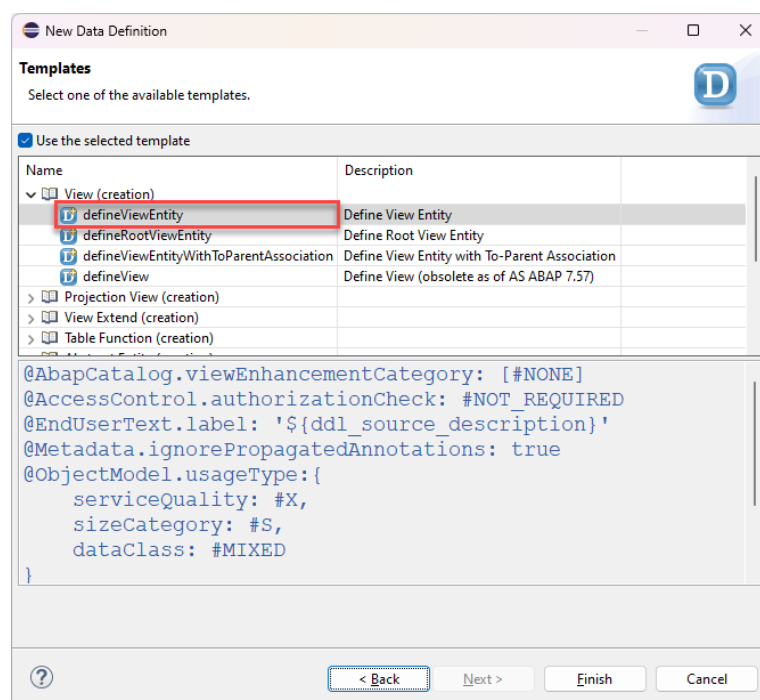 New Data Definition
Templates
Select one of the available templates.
D
Use the selected template
Name Description
View (creation)
defineViewEntity Define View Entity
defineRootViewEntity Define Root View Entity
defineViewEntityWithToParentAssociation Define View Entity with To-Parent Association
defineView Define View (obsolete as of AS ABAP 7.57)
Projection View (creation)
View Extend (creation)
Table Function (creation)
@AbapCatalog.viewEnhancementCategory: [#NONE]
@AccessControl.authorizationCheck: #NOT_REQUIRED
@EndUserText.label: '${ddl_source_description}'
@Metadata.ignorePropagatedAnnotations: true
@ObjectModel.usageType:{
    serviceQuality: #X,
    sizeCategory: #S,
    dataClass: #MIXED
}
? < Back Next > Finish Cancel